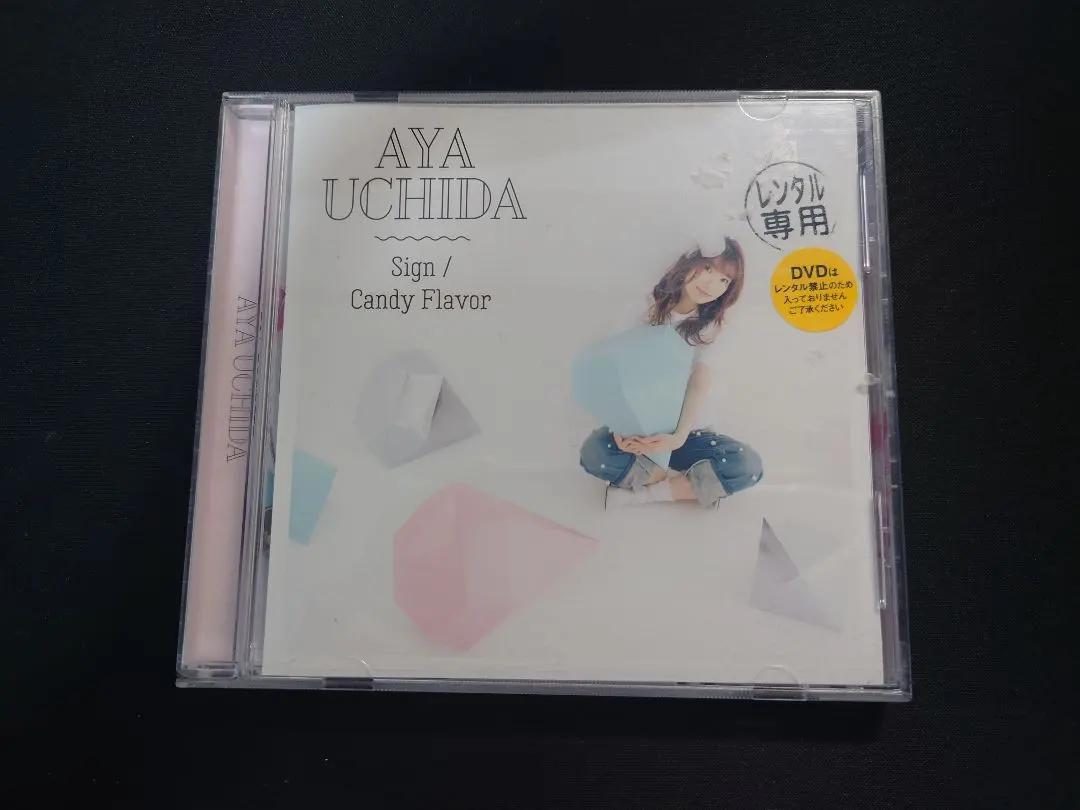 AYA
UCHIDA
Sign /
Candy Flavor
レンタル
専用
DVDは
レンタル禁止のため
入っておりません
ご了承ください
AYA UCHIDA